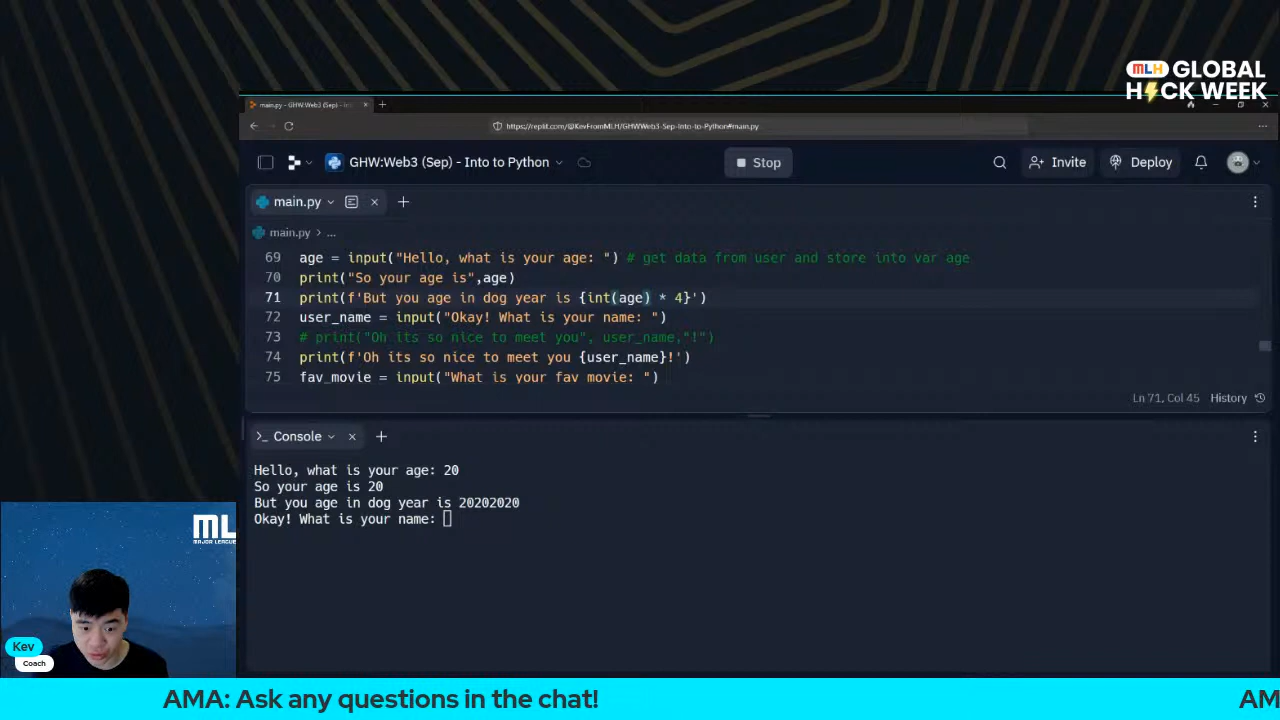 MLH GLOBAL
HACK WEEK
main.py - GHW:Web3 (Sep) - Int
https://replit.com/@KevFromMLH/GHWWeb3-Sep-Into-to-Python#main.py
GHW:Web3 (Sep) - Into to Python
Stop
Invite
Deploy
main.py
main.py > ...
69 age = input("Hello, what is your age: ") # get data from user and store into var age
70 print("So your age is",age)
71 print(f'But you age in dog year is {int(age) * 4}')
72 user_name = input("Okay! What is your name: ")
73 # print("Oh its so nice to meet you", user_name,"!")
74 print(f'Oh its so nice to meet you {user_name}!')
75 fav_movie = input("What is your fav movie: ")
Ln 71, Col 45 History
>_ Console
Hello, what is your age: 20
So your age is 20
But you age in dog year is 20202020
Okay! What is your name:
ML
MAJOR LEAGUE
Kev
Coach
AMA: Ask any questions in the chat!
AM